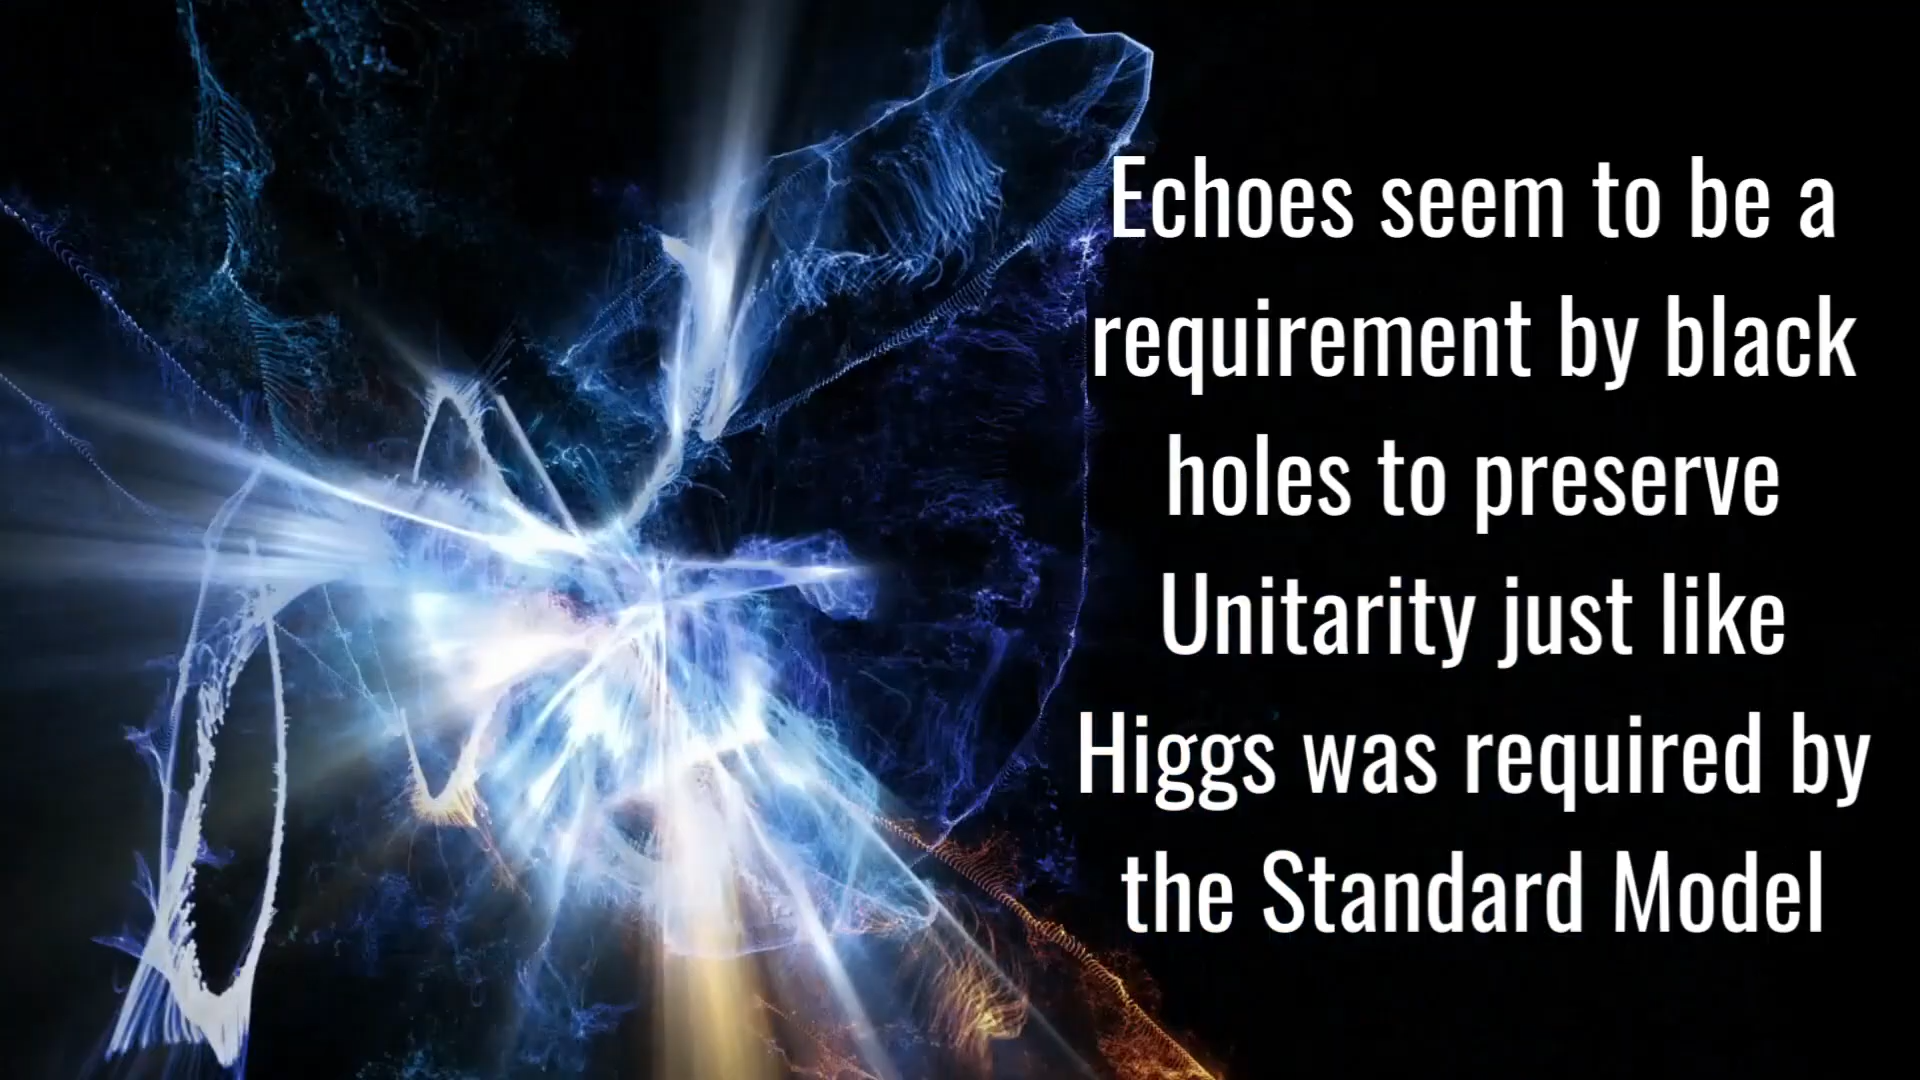 Echoes seem to be a
requirement by black
holes to preserve
Unitarity just like
Higgs was required by
the Standard Model